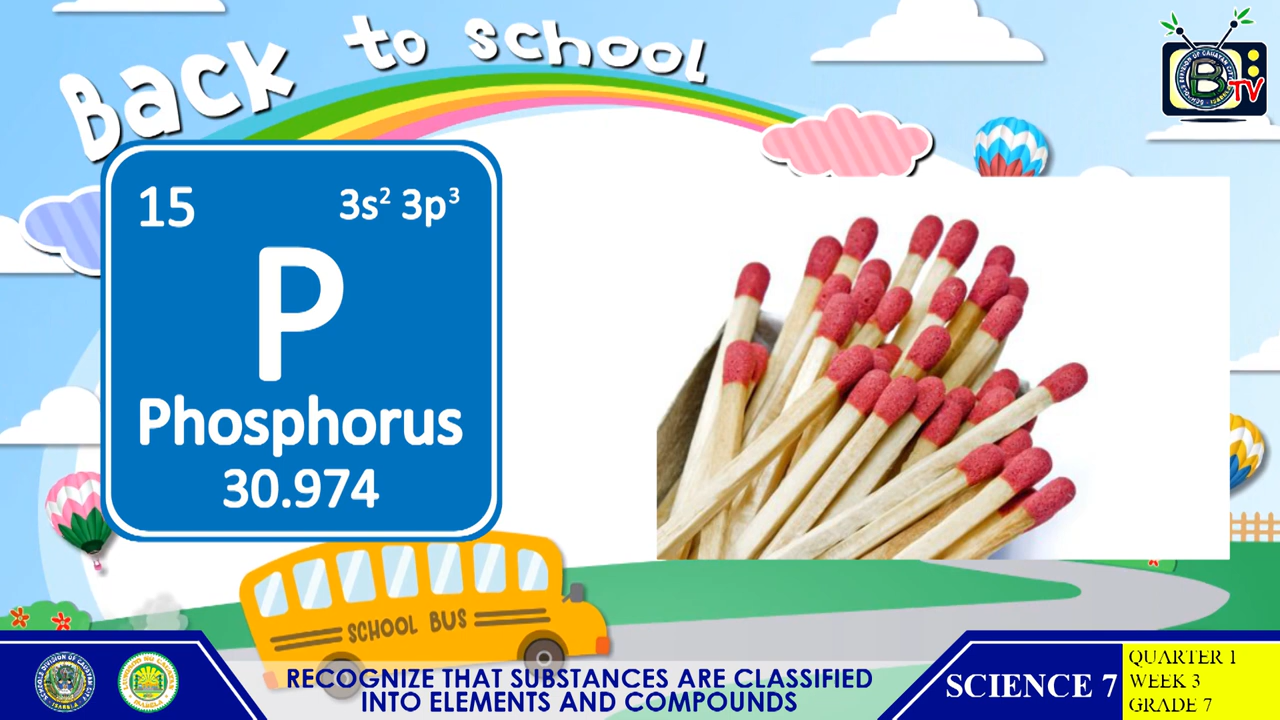 Back to school
B TV
15 3s² 3p³
P
Phosphorus
30.974
SCHOOL BUS
RECOGNIZE THAT SUBSTANCES ARE CLASSIFIED
INTO ELEMENTS AND COMPOUNDS
SCIENCE 7
QUARTER 1
WEEK 3
GRADE 7